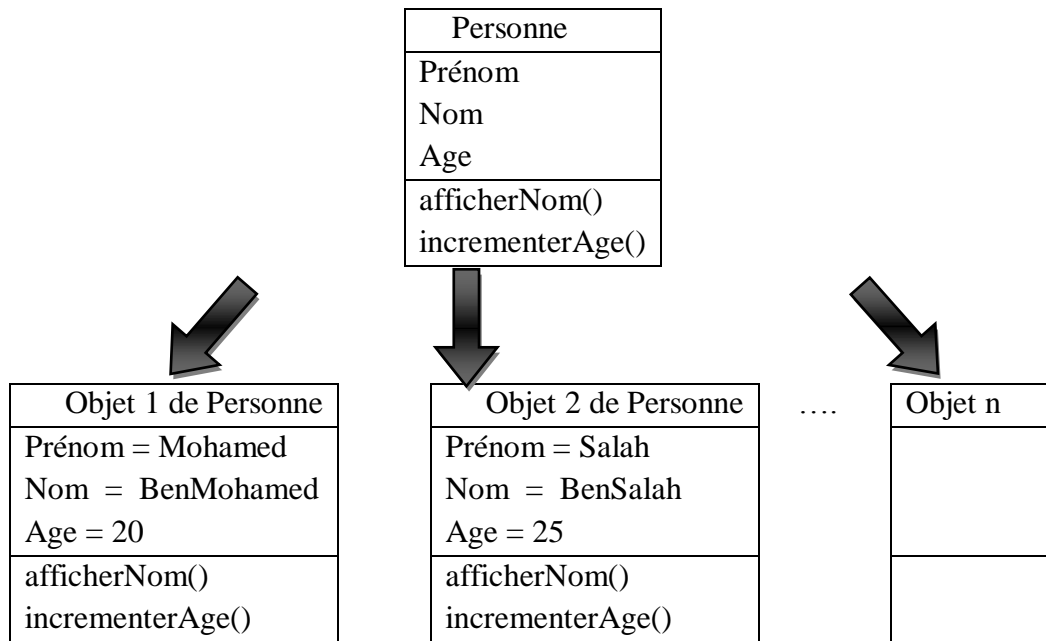 Personne
Prénom
Nom
Age
afficherNom()
incrementerAge()
Objet 1 de Personne
Prénom = Mohamed
Nom = BenMohamed
Age = 20
afficherNom()
incrementerAge()
Objet 2 de Personne
Prénom = Salah
Nom = BenSalah
Age = 25
afficherNom()
incrementerAge()
….
Objet n